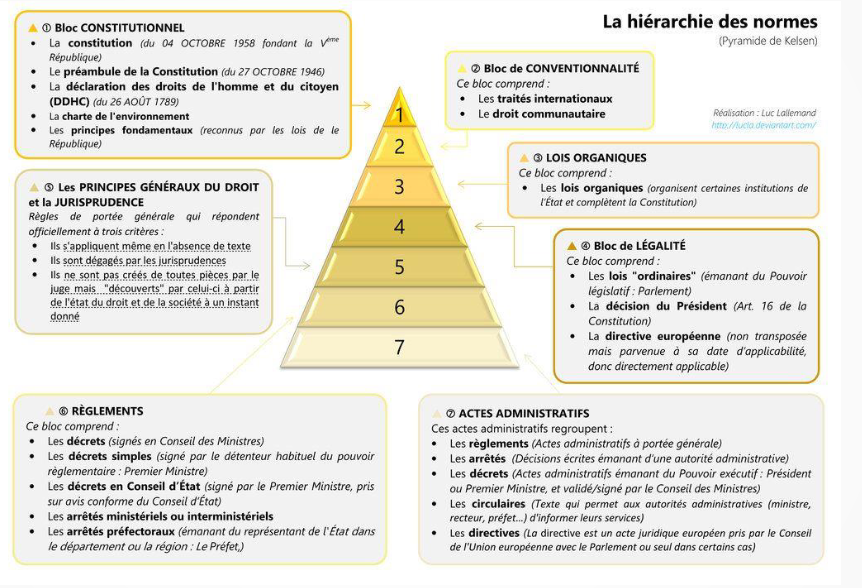 La hiérarchie des normes
(Pyramide de Kelsen)
Réalisation : Luc Lallemand
http://lucla.deviantart.com/
① Bloc CONSTITUTIONNEL
• La constitution (du 04 OCTOBRE 1958 fondant la Vème
République)
• Le préambule de la Constitution (du 27 OCTOBRE 1946)
• La déclaration des droits de l'homme et du citoyen
(DDHC) (du 26 AOÛT 1789)
• La charte de l'environnement
• Les principes fondamentaux (reconnus par les lois de le
République)
② Bloc de CONVENTIONNALITÉ
Ce bloc comprend :
• Les traités internationaux
• Le droit communautaire
③ LOIS ORGANIQUES
Ce bloc comprend :
• Les lois organiques (organisent certaines institutions de
l'État et complètent la Constitution)
④ Bloc de LÉGALITÉ
Ce bloc comprend :
• Les lois "ordinaires" (émanant du Pouvoir
législatif : Parlement)
• La décision du Président (Art. 16 de la
Constitution)
• La directive européenne (non transposée
mais parvenue à sa date d'applicabilité,
donc directement applicable)
⑤ Les PRINCIPES GÉNÉRAUX DU DROIT
et la JURISPRUDENCE
Règles de portée générale qui répondent
officiellement à trois critères :
• Ils s'appliquent même en l'absence de texte
• Ils sont dégagés par les jurisprudences
• Ils ne sont pas créés de toutes pièces par le
juge mais "découverts" par celui-ci à partir
de l'état du droit et de la société à un instant
donné
1
2
3
4
5
6
7
⑥ RÈGLEMENTS
Ce bloc comprend :
• Les décrets (signés en Conseil des Ministres)
• Les décrets simples (signé par le détenteur habituel du pouvoir
règlementaire : Premier Ministre)
• Les décrets en Conseil d'État (signé par le Premier Ministre, pris
sur avis conforme du Conseil d'État)
• Les arrêtés ministériels ou interministériels
• Les arrêtés préfectoraux (émanant du représentant de l'État dans
le département ou la région : Le Préfet,)
⑦ ACTES ADMINISTRATIFS
Ces actes administratifs regroupent :
• Les règlements (Actes administratifs à portée générale)
• Les arrêtés (Décisions écrites émanant d'une autorité administrative)
• Les décrets (Actes administratifs émanant du Pouvoir exécutif : Président
ou Premier Ministre, et validé/signé par le Conseil des Ministres)
• Les circulaires (Texte qui permet aux autorités administratives (ministre,
recteur, préfet...) d'informer leurs services)
• Les directives (La directive est un acte juridique européen pris par le Conseil
de l'Union européenne avec le Parlement ou seul dans certains cas)